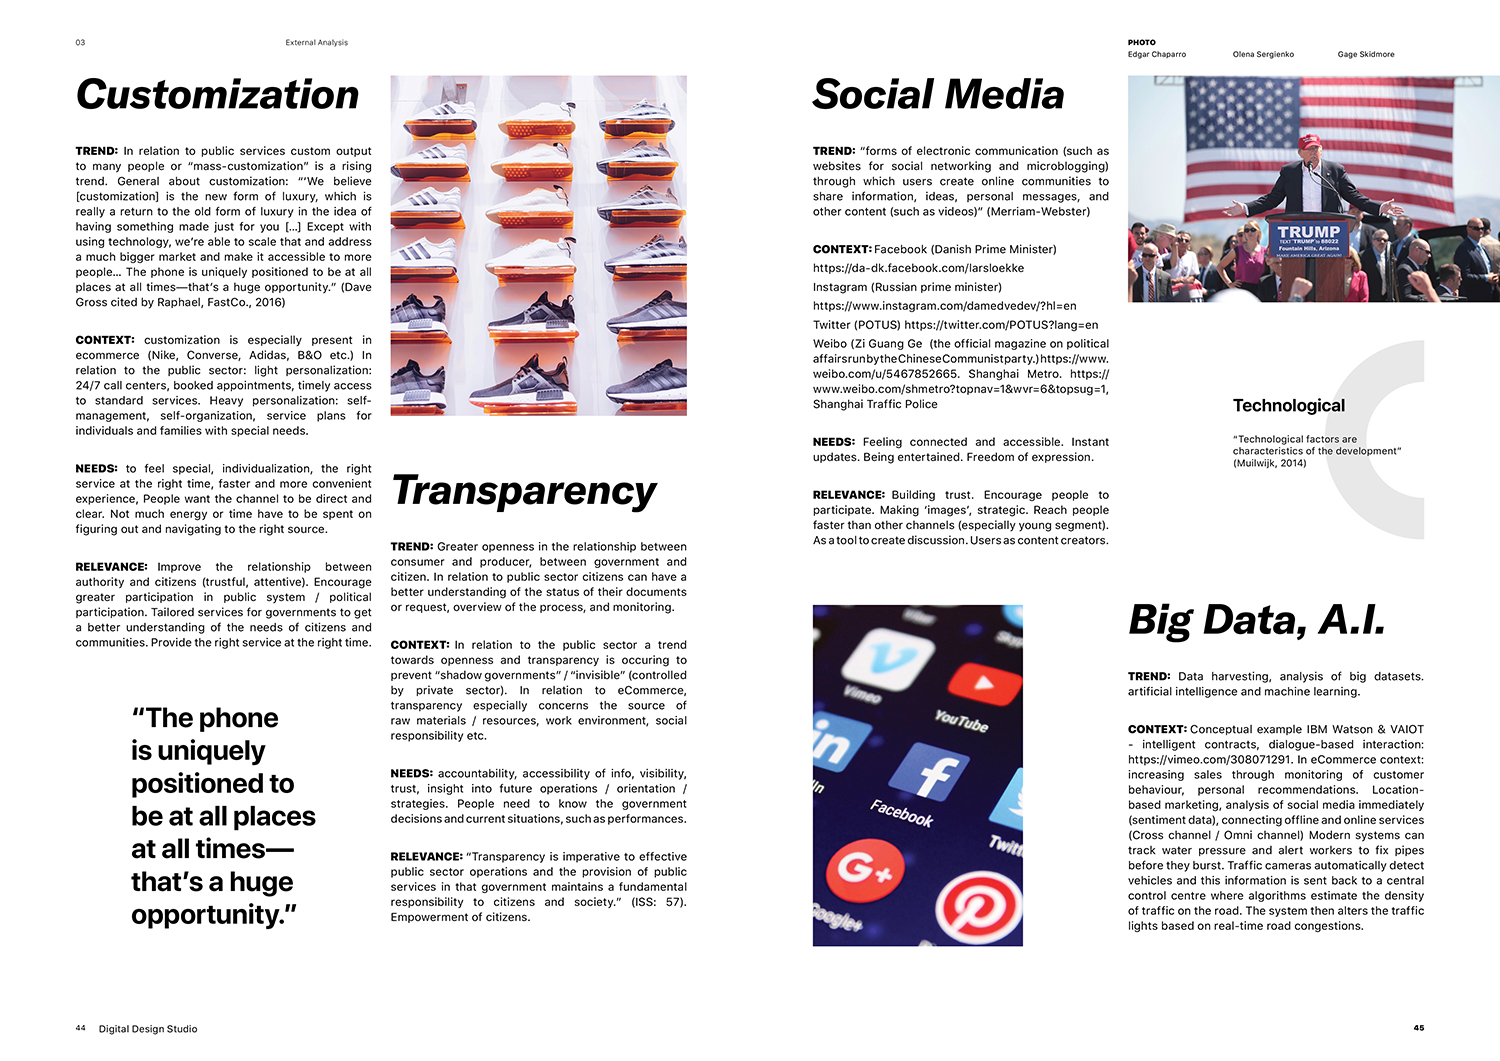 03
External Analysis
Customization
TREND: In relation to public services custom output
to many people or “mass-customization” is a rising
trend. General about customization: “‘We believe
[customization] is the new form of luxury, which is
really a return to the old form of luxury in the idea of
having something made just for you [...] Except with
using technology, we’re able to scale that and address
a much bigger market and make it accessible to more
people... The phone is uniquely positioned to be at all
places at all times—that’s a huge opportunity.” (Dave
Gross cited by Raphael, FastCo., 2016)
CONTEXT: customization is especially present in
ecommerce (Nike, Converse, Adidas, B&O etc.) In
relation to the public sector: light personalization:
24/7 call centers, booked appointments, timely access
to standard services. Heavy personalization: self-
management, self-organization, service plans for
individuals and families with special needs.
NEEDS: to feel special, individualization, the right
service at the right time, faster and more convenient
experience, People want the channel to be direct and
clear. Not much energy or time have to be spent on
figuring out and navigating to the right source.
RELEVANCE: Improve the relationship between
authority and citizens (trustful, attentive). Encourage
greater participation in public system / political
participation. Tailored services for governments to get
a better understanding of the needs of citizens and
communities. Provide the right service at the right time.
“The phone
is uniquely
positioned to
be at all places
at all times—
that’s a huge
opportunity.”
Transparency
TREND: Greater openness in the relationship between
consumer and producer, between government and
citizen. In relation to public sector citizens can have a
better understanding of the status of their documents
or request, overview of the process, and monitoring.
CONTEXT: In relation to the public sector a trend
towards openness and transparency is occuring to
prevent “shadow governments” / “invisible” (controlled
by private sector). In relation to eCommerce,
transparency especially concerns the source of
raw materials / resources, work environment, social
responsibility etc.
NEEDS: accountability, accessibility of info, visibility,
trust, insight into future operations / orientation /
strategies. People need to know the government
decisions and current situations, such as performances.
RELEVANCE: “Transparency is imperative to effective
public sector operations and the provision of public
services in that government maintains a fundamental
responsibility to citizens and society.” (ISS: 57).
Empowerment of citizens.
44 Digital Design Studio
Social Media
TREND: “forms of electronic communication (such as
websites for social networking and microblogging)
through which users create online communities to
share information, ideas, personal messages, and
other content (such as videos)” (Merriam-Webster)
CONTEXT: Facebook (Danish Prime Minister)
https://da-dk.facebook.com/larsloekke
Instagram (Russian prime minister)
https://www.instagram.com/damedvedev/?hl=en
Twitter (POTUS) https://twitter.com/POTUS?lang=en
Weibo (Zi Guang Ge (the official magazine on political
affairs run by the Chinese Communist party.) https://www.
weibo.com/u/5467852665. Shanghai Metro. https://
www.weibo.com/shmetro?topnav=1&wvr=6&topsug=1,
Shanghai Traffic Police
NEEDS: Feeling connected and accessible. Instant
updates. Being entertained. Freedom of expression.
RELEVANCE: Building trust. Encourage people to
participate. Making ‘images’, strategic. Reach people
faster than other channels (especially young segment).
As a tool to create discussion. Users as content creators.
Viber
Skype
Vimeo
YouTube
in
f
Facebook
Twitt
G+
Google+
PHOTO
Edgar Chaparro
Olena Sergienko
Gage Skidmore
TRUMP
TEXT “TRUMP” to 88022
Fountain Hills, Arizona
MAKE AMERICA GREAT AGAIN!
Technological
“Technological factors are
characteristics of the development”
(Muilwijk, 2014)
Big Data, A.I.
TREND: Data harvesting, analysis of big datasets.
artificial intelligence and machine learning.
CONTEXT: Conceptual example IBM Watson & VAIOT
- intelligent contracts, dialogue-based interaction:
https://vimeo.com/308071291. In eCommerce context:
increasing sales through monitoring of customer
behaviour, personal recommendations. Location-
based marketing, analysis of social media immediately
(sentiment data), connecting offline and online services
(Cross channel / Omni channel) Modern systems can
track water pressure and alert workers to fix pipes
before they burst. Traffic cameras automatically detect
vehicles and this information is sent back to a central
control centre where algorithms estimate the density
of traffic on the road. The system then alters the traffic
lights based on real-time road congestions.
45